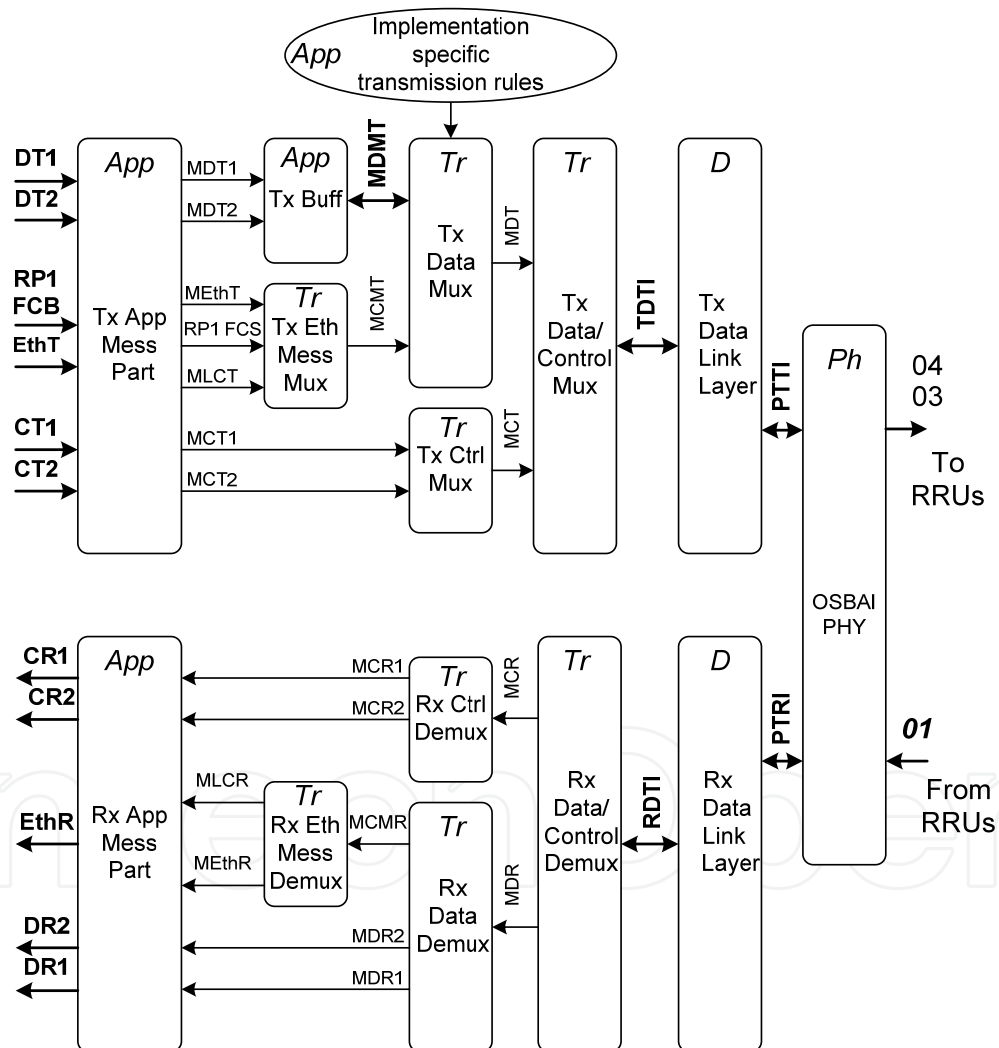 Implementation
App specific
transmission rules
DT1
DT2
RP1
FCB
EthT
CT1
CT2
App
Tx App
Mess
Part
MDT1
MDT2
MEthT
RP1 FCS
MLCT
MCT1
MCT2
App
Tx Buff
Tr
Tx Eth
Mess
Mux
MDMT
MCMT
Tr
Tx
Data
Mux
Tr
Tx Ctrl
Mux
MDT
MCT
Tr
Tx
Data/
Control
Mux
TDTI
D
Tx
Data
Link
Layer
PTTI
Ph
OSBAI
PHY
04
03
To
RRUs
CR1
CR2
EthR
DR2
DR1
App
Rx App
Mess
Part
MCR1
MCR2
MLCR
MEthR
MDR2
MDR1
Tr
Rx Eth
Mess
Demux
MCMR
Tr
Rx Ctrl
Demux
Tr
Rx
Data
Demux
MCR
MDR
Tr
Rx
Data/
Control
Demux
RDTI
D
Rx
Data
Link
Layer
PTRI
01
From
RRUs